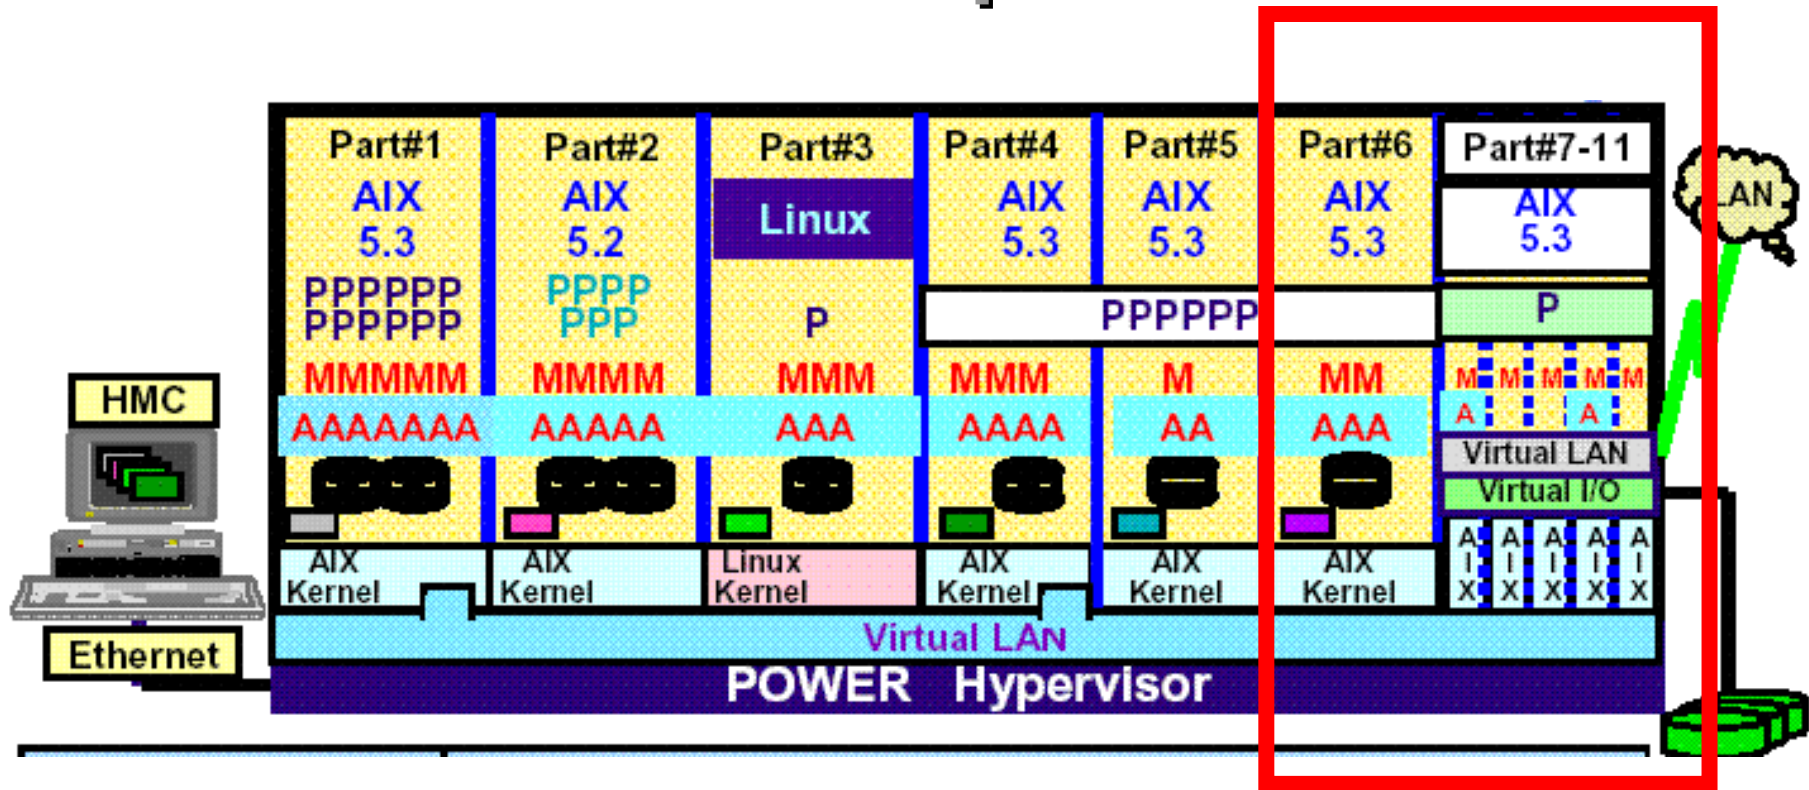 Part#1 Part#2 Part#3 Part#4 Part#5 Part#6 Part#7-11
AIX AIX Linux AIX AIX AIX AIX
5.3 5.2 5.3 5.3 5.3 5.3
LAN
PPPPPP PPPP
PPPPPP PPP P PPPPPP P
MMMMM MMMM MMM MMM M MM M M M M M
HMC
AAAAAAA AAAAA AAA AAAA AA AAA A A
Virtual LAN
Virtual I/O
AIX AIX Linux AIX AIX AIX AIX AIX AIX AIX AIX
Kernel Kernel Kernel Kernel Kernel Kernel
Virtual LAN
Ethernet
POWER Hypervisor